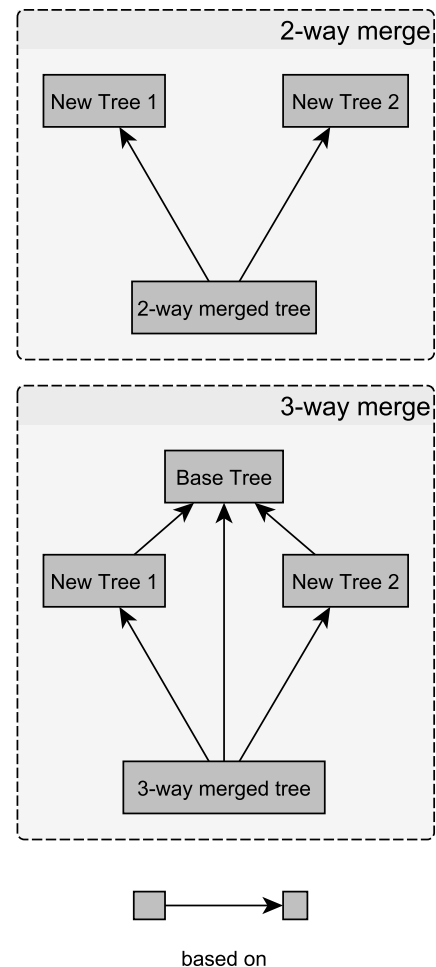 2-way merge
New Tree 1
New Tree 2
2-way merged tree
3-way merge
Base Tree
New Tree 1
New Tree 2
3-way merged tree
based on